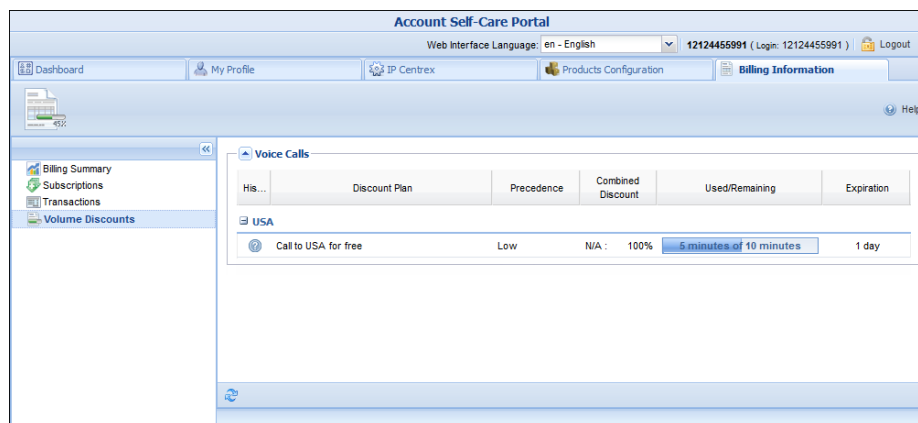 Account Self-Care Portal
Web Interface Language: en - English 12124455991 ( Login: 12124455991 ) Logout
Dashboard My Profile IP Centrex Products Configuration Billing Information
45%
Help
Billing Summary
Subscriptions
Transactions
Volume Discounts
Voice Calls
His... Discount Plan Precedence Combined Discount Used/Remaining Expiration
USA
Call to USA for free Low N/A : 100% 5 minutes of 10 minutes 1 day